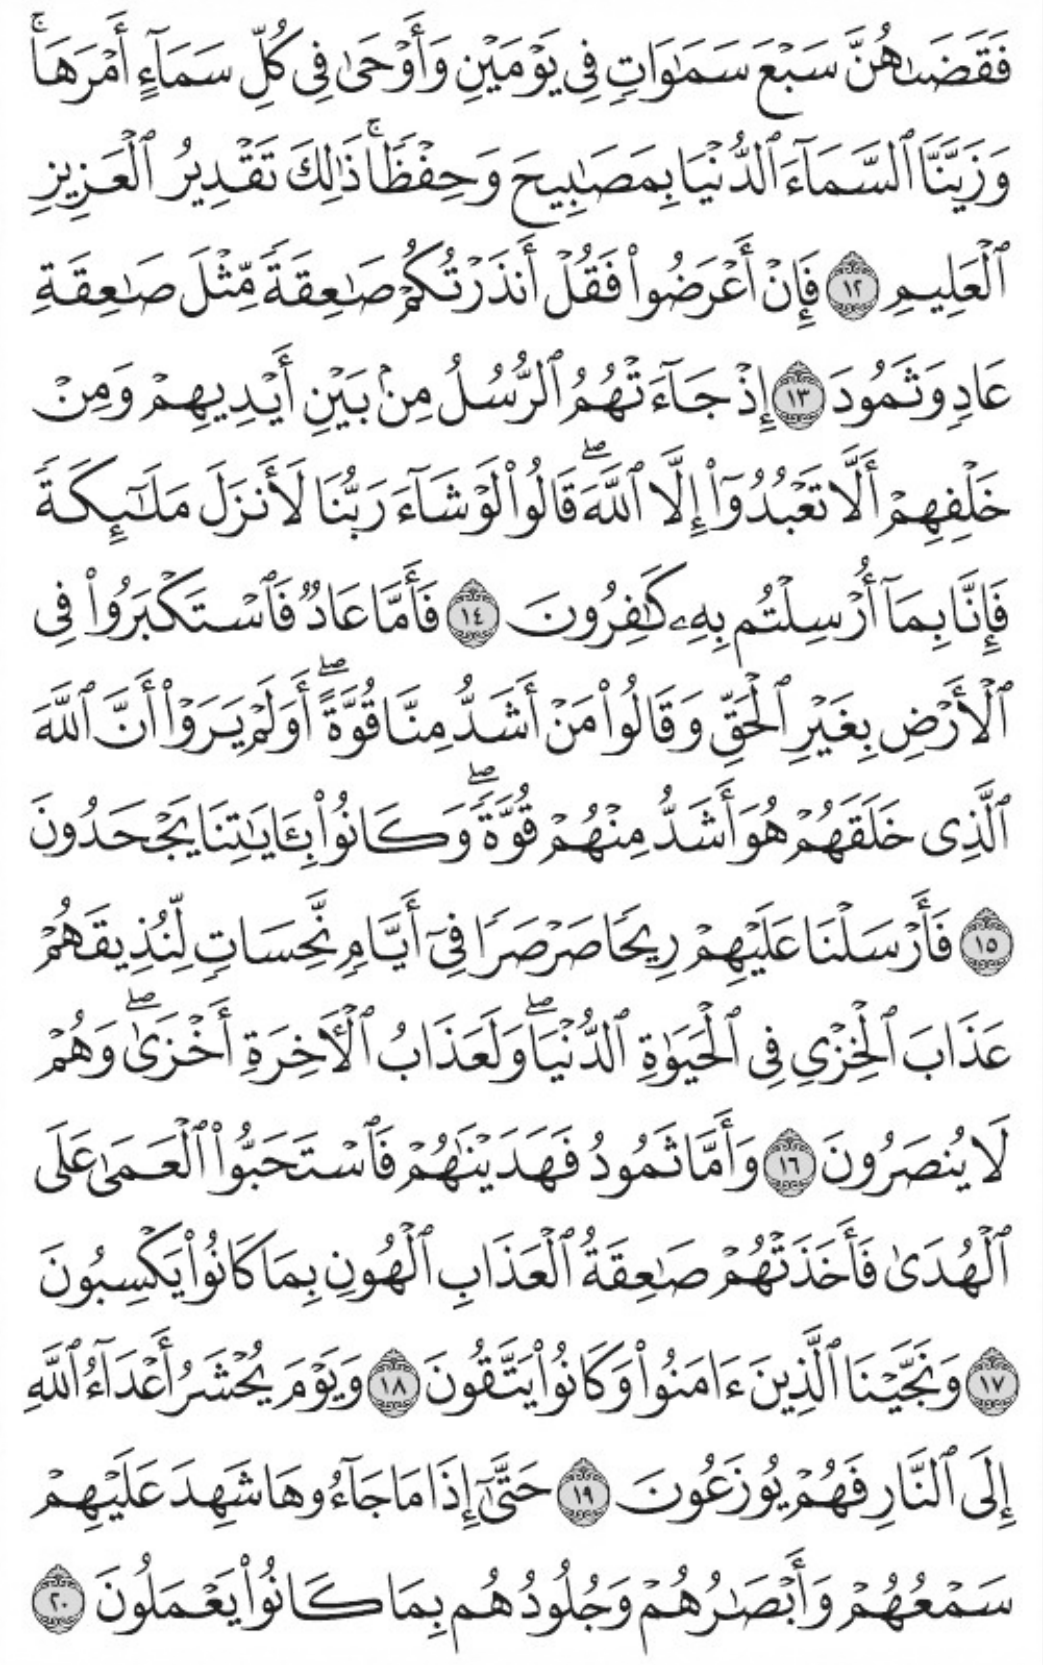 فَقَضَىٰهُنَّ سَبْعَ سَمَٰوَاتٍ فِى يَوْمَيْنِ وَأَوْحَىٰ فِى كُلِّ سَمَآءٍ أَمْرَهَا ۚ
وَزَيَّنَّا ٱلسَّمَآءَ ٱلدُّنْيَا بِمَصَٰبِيحَ وَحِفْظًا ۚ ذَٰلِكَ تَقْدِيرُ ٱلْعَزِيزِ
ٱلْعَلِيمِ ١٢ فَإِنْ أَعْرَضُوا۟ فَقُلْ أَنذَرْتُكُمْ صَٰعِقَةً مِّثْلَ صَٰعِقَةِ
عَادٍ وَثَمُودَ ١٣ إِذْ جَآءَتْهُمُ ٱلرُّسُلُ مِنۢ بَيْنِ أَيْدِيهِمْ وَمِنْ
خَلْفِهِمْ أَلَّا تَعْبُدُوٓا۟ إِلَّا ٱللَّهَ ۖ قَالُوا۟ لَوْ شَآءَ رَبُّنَا لَأَنزَلَ مَلَٰٓئِكَةً
فَإِنَّا بِمَآ أُرْسِلْتُم بِهِۦ كَٰفِرُونَ ١٤ فَأَمَّا عَادٌ فَٱسْتَكْبَرُوا۟ فِى
ٱلْأَرْضِ بِغَيْرِ ٱلْحَقِّ وَقَالُوا۟ مَنْ أَشَدُّ مِنَّا قُوَّةً ۖ أَوَلَمْ يَرَوْا۟ أَنَّ ٱللَّهَ
ٱلَّذِى خَلَقَهُمْ هُوَ أَشَدُّ مِنْهُمْ قُوَّةً ۖ وَكَانُوا۟ بِـَٔايَٰتِنَا يَجْحَدُونَ
١٥ فَأَرْسَلْنَا عَلَيْهِمْ رِيحًا صَرْصَرًا فِىٓ أَيَّامٍ نَّحِسَاتٍ لِّنُذِيقَهُمْ
عَذَابَ ٱلْخِزْىِ فِى ٱلْحَيَوٰةِ ٱلدُّنْيَا ۖ وَلَعَذَابُ ٱلْـَٔاخِرَةِ أَخْزَىٰ ۖ وَهُمْ
لَا يُنصَرُونَ ١٦ وَأَمَّا ثَمُودُ فَهَدَيْنَٰهُمْ فَٱسْتَحَبُّوا۟ ٱلْعَمَىٰ عَلَى
ٱلْهُدَىٰ فَأَخَذَتْهُمْ صَٰعِقَةُ ٱلْعَذَابِ ٱلْهُونِ بِمَا كَانُوا۟ يَكْسِبُونَ
١٧ وَنَجَّيْنَا ٱلَّذِينَ ءَامَنُوا۟ وَكَانُوا۟ يَتَّقُونَ ١٨ وَيَوْمَ يُحْشَرُ أَعْدَآءُ ٱللَّهِ
إِلَى ٱلنَّارِ فَهُمْ يُوزَعُونَ ١٩ حَتَّىٰٓ إِذَا مَا جَآءُوهَا شَهِدَ عَلَيْهِمْ
سَمْعُهُمْ وَأَبْصَٰرُهُمْ وَجُلُودُهُم بِمَا كَانُوا۟ يَعْمَلُونَ ٢٠